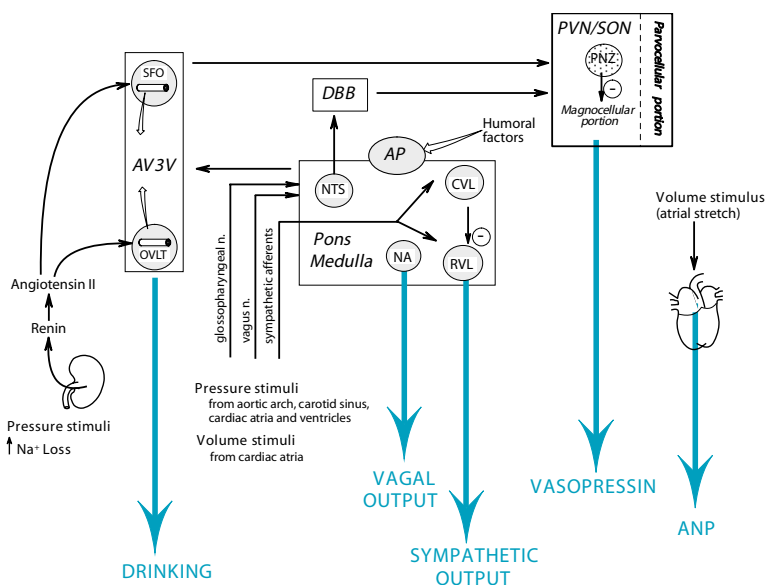 PVN/SON
PNZ
−
Magnocellular
portion
Parvocellular portion
SFO
AV3V
OVLT
DBB
Humoral
factors
AP
NTS
CVL
−
Pons
Medulla
NA
RVL
glossopharyngeal n.
vagus n.
sympathetic afferents
Volume stimulus
(atrial stretch)
Angiotensin II
Renin
Pressure stimuli
↑ Na+ Loss
Pressure stimuli
from aortic arch, carotid sinus,
cardiac atria and ventricles
Volume stimuli
from cardiac atria
DRINKING
VAGAL
OUTPUT
SYMPATHETIC
OUTPUT
VASOPRESSIN
ANP